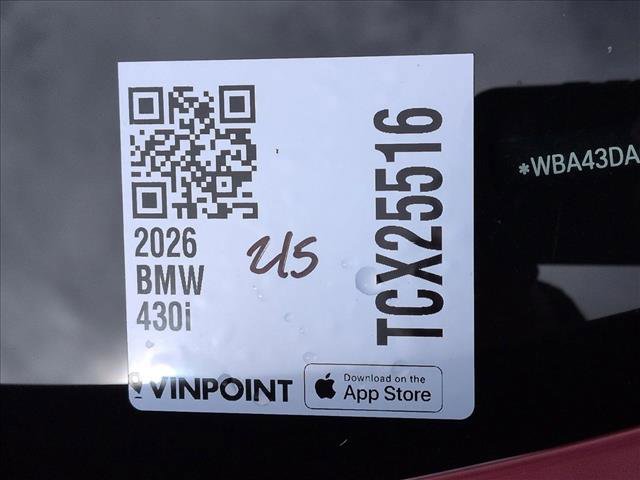 2026
BMW
430i
US
TCX25516
*WBA43DA
VINPOINT
Download on the
App Store